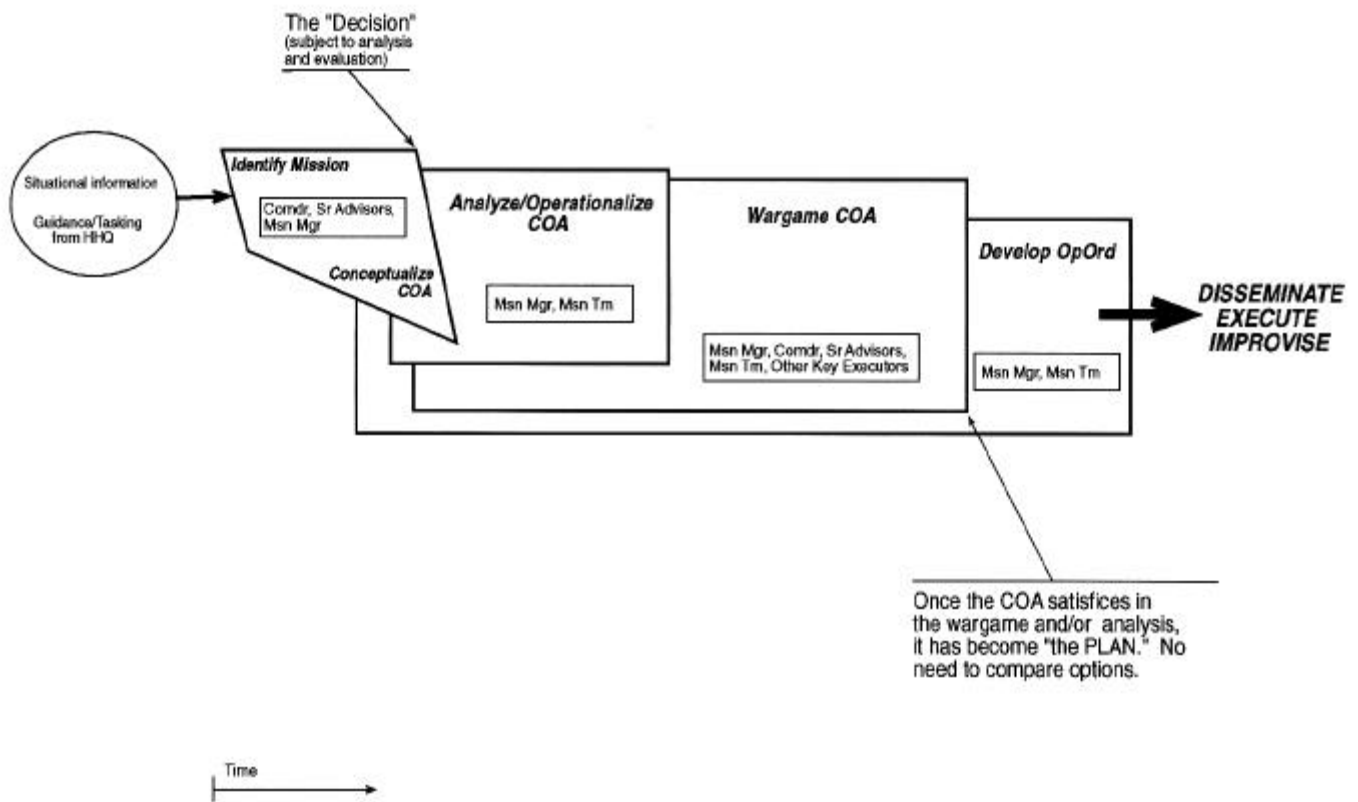 The "Decision"
(subject to analysis
and evaluation)
Situational information
Guidance/Tasking
from HHQ
Identify Mission
Comdr, Sr Advisors,
Msn Mgr
Conceptualize
COA
Analyze/Operationalize
COA
Msn Mgr, Msn Tm
Wargame COA
Msn Mgr, Comdr, Sr Advisors,
Msn Tm, Other Key Executors
Develop OpOrd
Msn Mgr, Msn Tm
DISSEMINATE
EXECUTE
IMPROVISE
Once the COA satisfices in
the wargame and/or analysis,
it has become "the PLAN." No
need to compare options.
Time